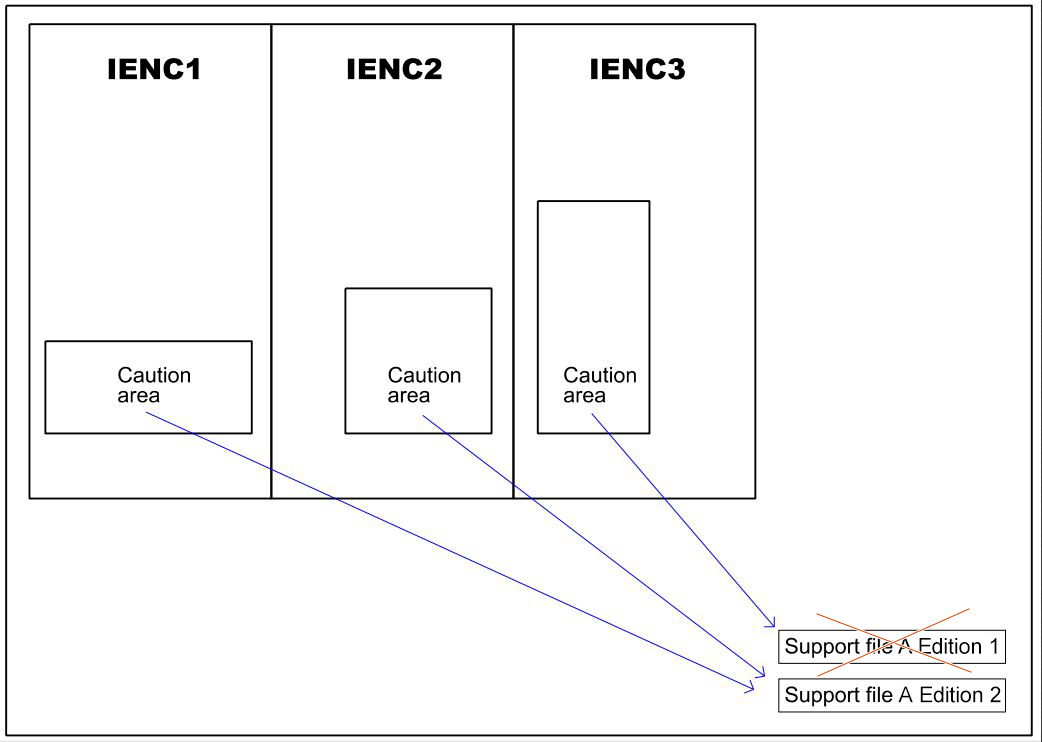 IENC1
IENC2
IENC3
Caution
area
Caution
area
Caution
area
Support file A Edition 1
Support file A Edition 2